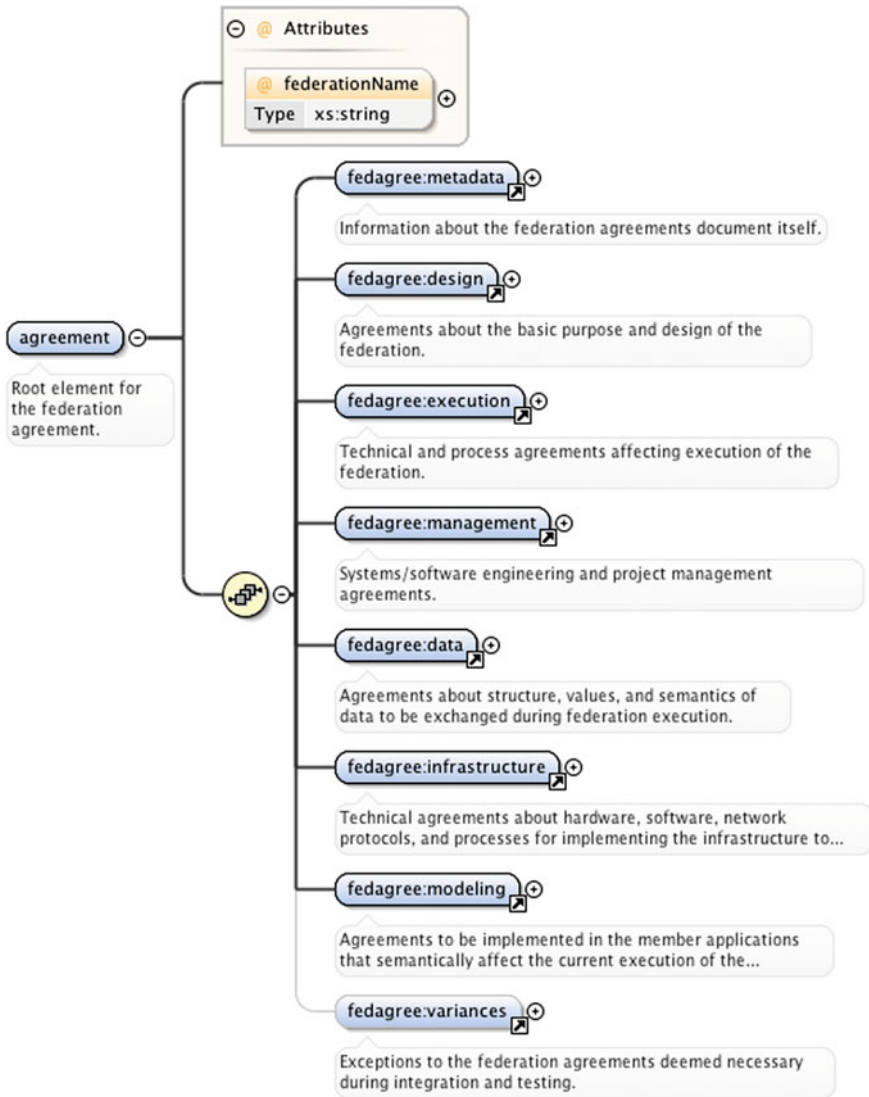 @ Attributes
@ federationName
Type xs:string
fedagree:metadata
Information about the federation agreements document itself.
fedagree:design
Agreements about the basic purpose and design of the
federation.
agreement
Root element for
the federation
agreement.
fedagree:execution
Technical and process agreements affecting execution of the
federation.
fedagree:management
Systems/software engineering and project management
agreements.
fedagree:data
Agreements about structure, values, and semantics of
data to be exchanged during federation execution.
fedagree:infrastructure
Technical agreements about hardware, software, network
protocols, and processes for implementing the infrastructure to...
fedagree:modeling
Agreements to be implemented in the member applications
that semantically affect the current execution of the...
fedagree:variances
Exceptions to the federation agreements deemed necessary
during integration and testing.